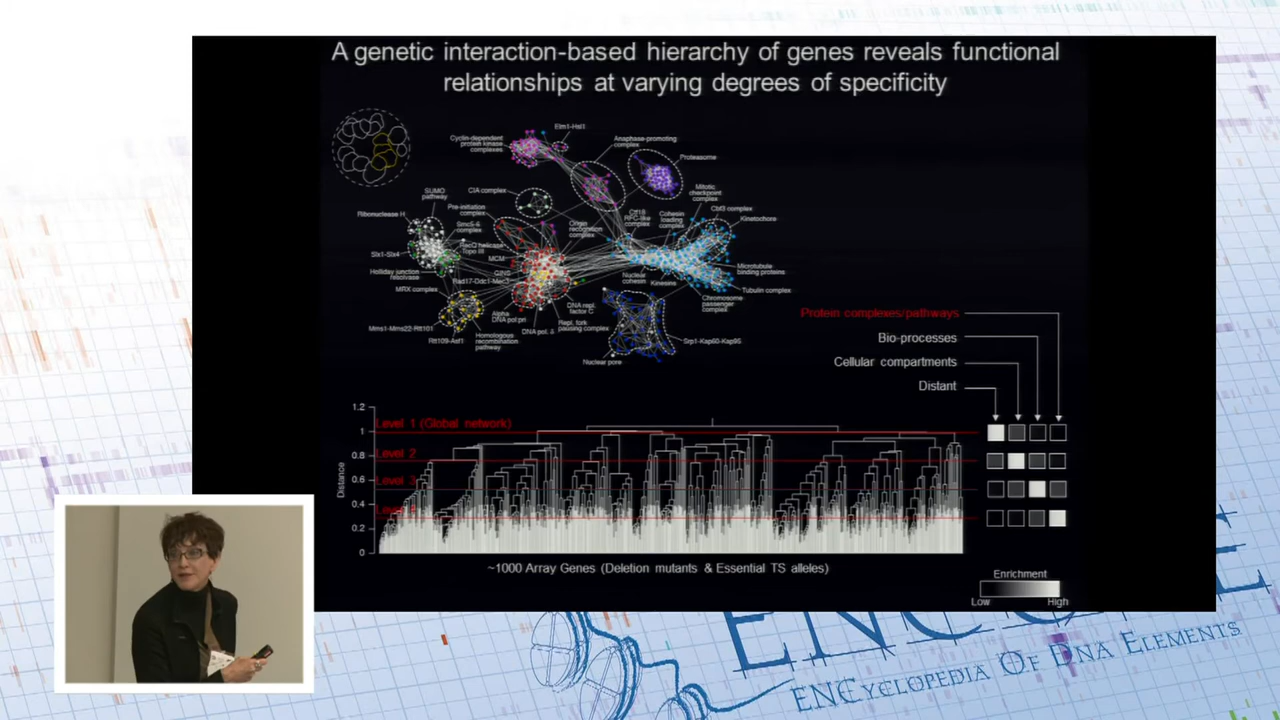 A genetic interaction-based hierarchy of genes reveals functional
relationships at varying degrees of specificity
Elm1-Hsl1
Cyclin-dependent
protein kinase
complexes
Anaphase-promoting
complex
Proteasome
SUMO
pathway
CIA complex
Mitotic
checkpoint
complex
Ribonuclease H
Pre-initiation
complex
Smc5-6
complex
Origin
recognition
complex
Ctf18
RFC-like
complex
Cohesin
loading
complex
Cbf3 complex
Kinetochore
Slx1-Slx4
RecQ helicase-
Topo III
MCM
Holliday junction
resolvase
GINS
Rad17-Ddc1-Mec3
Nuclear
cohesin
Kinesins
Microtubule
binding proteins
MRX complex
Tubulin complex
Chromosome
passenger
complex
Alpha
DNA pol pri
DNA repl.
factor C
Mms1-Mms22-Rtt101
DNA pol.
Repl. fork
pausing complex
Rtt109-Asf1
Homologous
recombination
pathway
Srp1-Kap60-Kap95
Nuclear pore
Protein complexes/pathways
Bio-processes
Cellular compartments
Distant
1.2
1
0.8
0.6
0.4
0.2
0
Distance
Level 1 (Global network)
Level 2
Level 3
Level
~1000 Array Genes (Deletion mutants & Essential TS alleles)
Enrichment
Low
High
ENCYCLOPEDIA OF DNA ELEMENTS